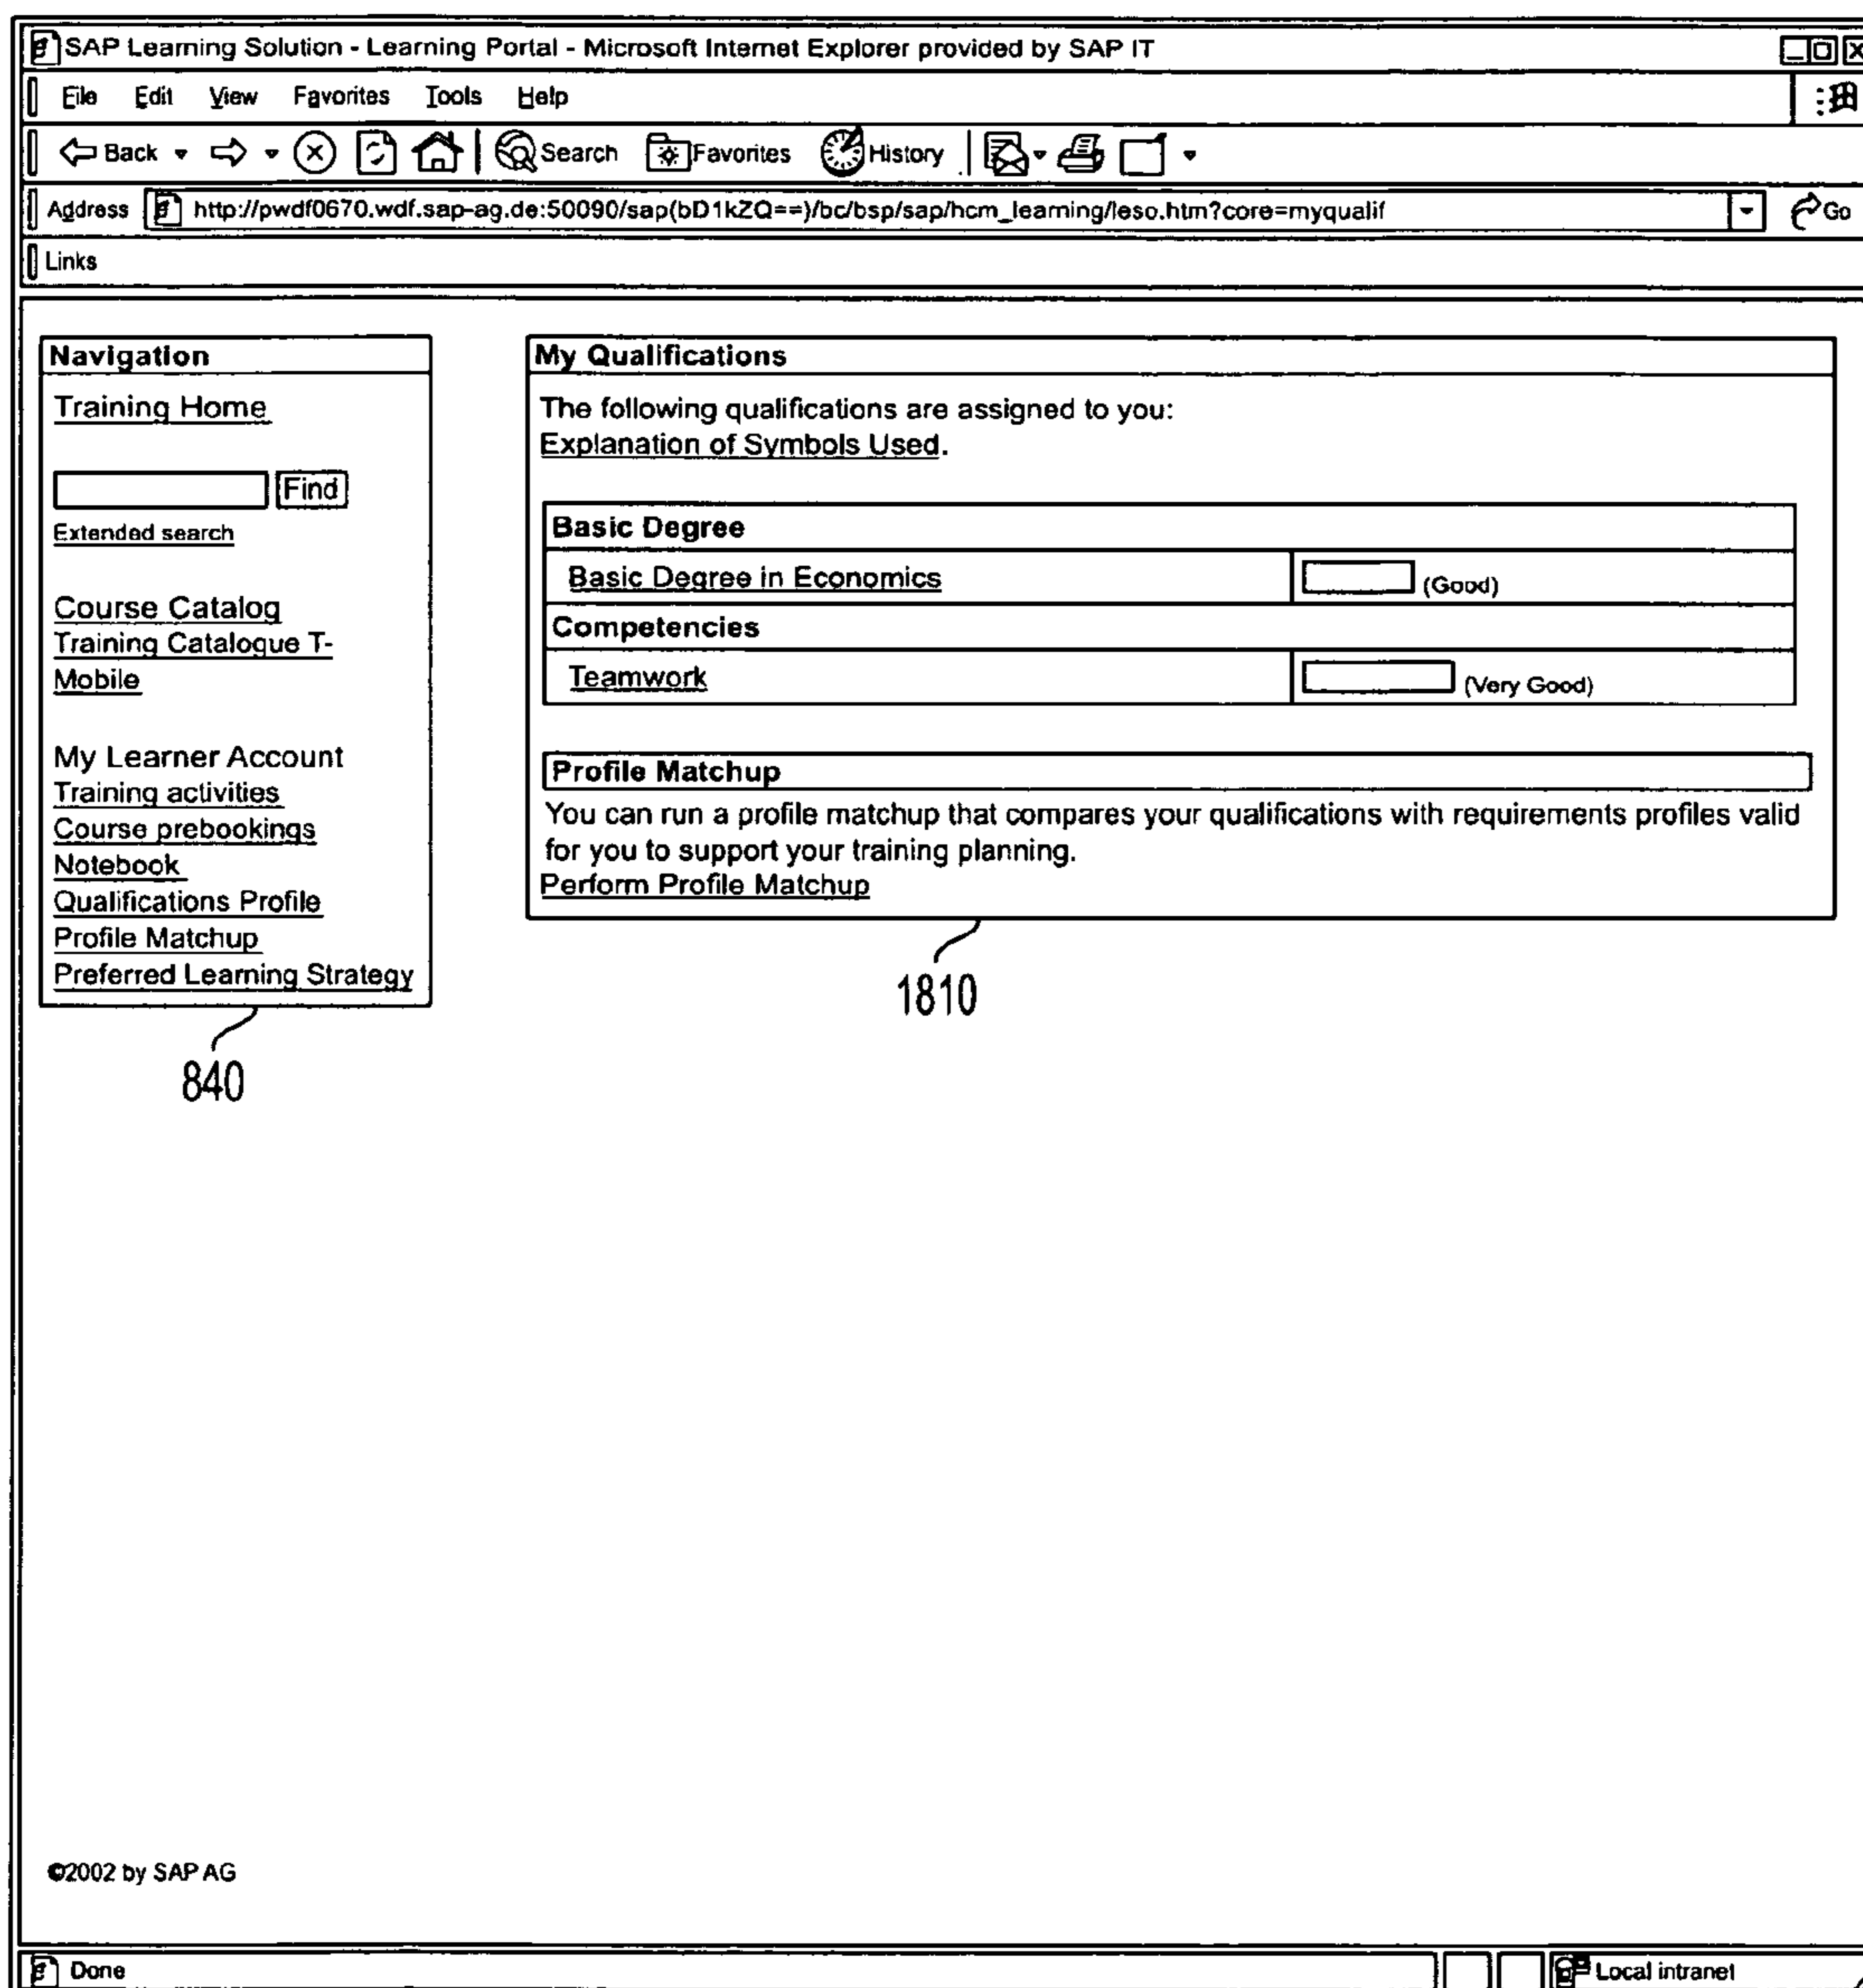 SAP Learning Solution - Learning Portal - Microsoft Internet Explorer provided by SAP IT
File Edit View Favorites Tools Help
Back Search Favorites History
Address http://pwdf0670.wdf.sap-ag.de:50090/sap(bD1kZQ==)/bc/bsp/sap/hcm_learning/leso.htm?core=myqualif Go
Links
Navigation
Training Home
Find
Extended search
Course Catalog
Training Catalogue T-
Mobile
My Learner Account
Training activities
Course prebookings
Notebook
Qualifications Profile
Profile Matchup
Preferred Learning Strategy
840
My Qualifications
The following qualifications are assigned to you:
Explanation of Symbols Used.
Basic Degree
Basic Degree in Economics (Good)
Competencies
Teamwork (Very Good)
Profile Matchup
You can run a profile matchup that compares your qualifications with requirements profiles valid
for you to support your training planning.
Perform Profile Matchup
1810
©2002 by SAP AG
Done Local intranet